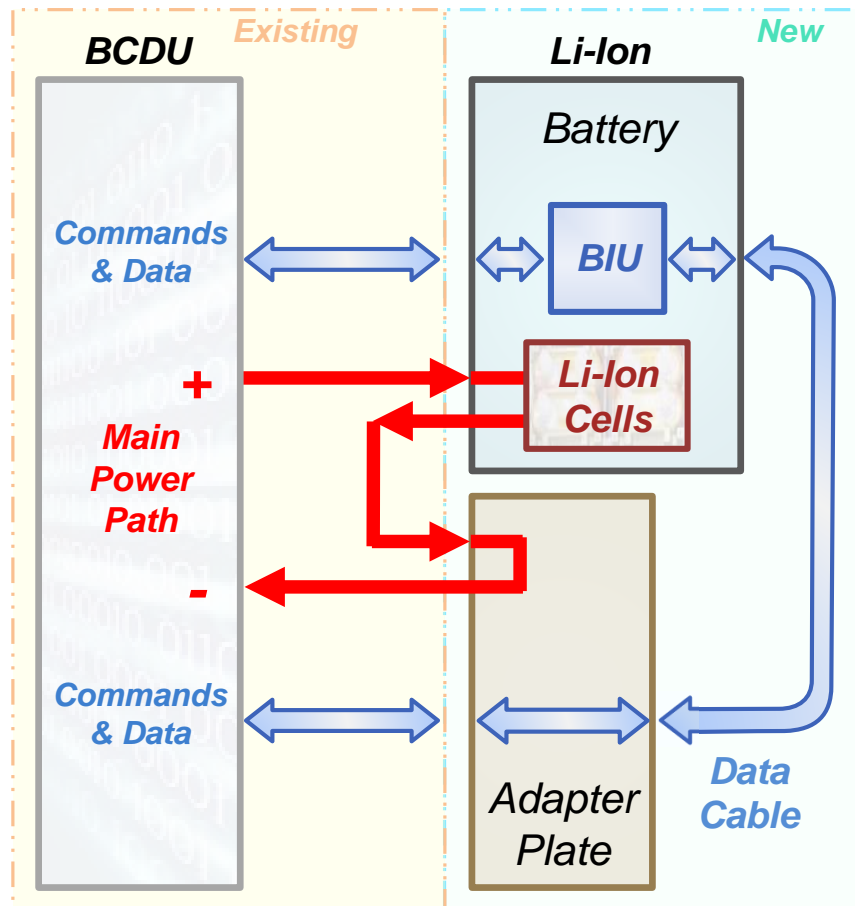 Existing
New
BCDU
Li-Ion
Battery
Commands
& Data
BIU
+
Main
Power
Path
-
Li-Ion
Cells
Commands
& Data
Adapter
Plate
Data
Cable